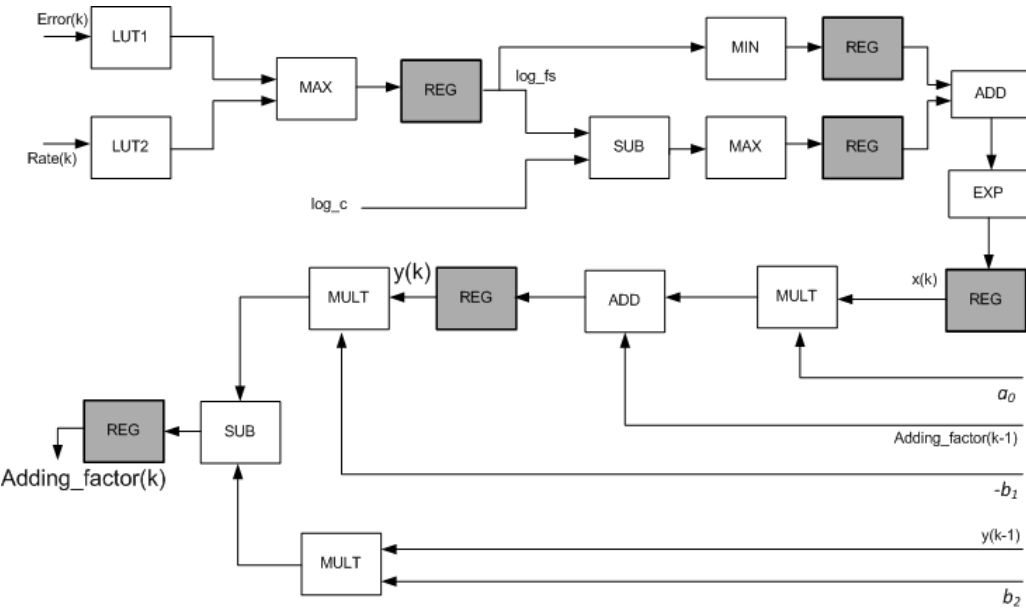 Error(k)
LUT1
MAX
REG
log_fs
MIN
REG
ADD
Rate(k)
LUT2
SUB
MAX
REG
log_c
EXP
MULT
y(k)
REG
ADD
MULT
x(k)
REG
a₀
REG
SUB
Adding_factor(k-1)
Adding_factor(k)
-b₁
MULT
y(k-1)
b₂